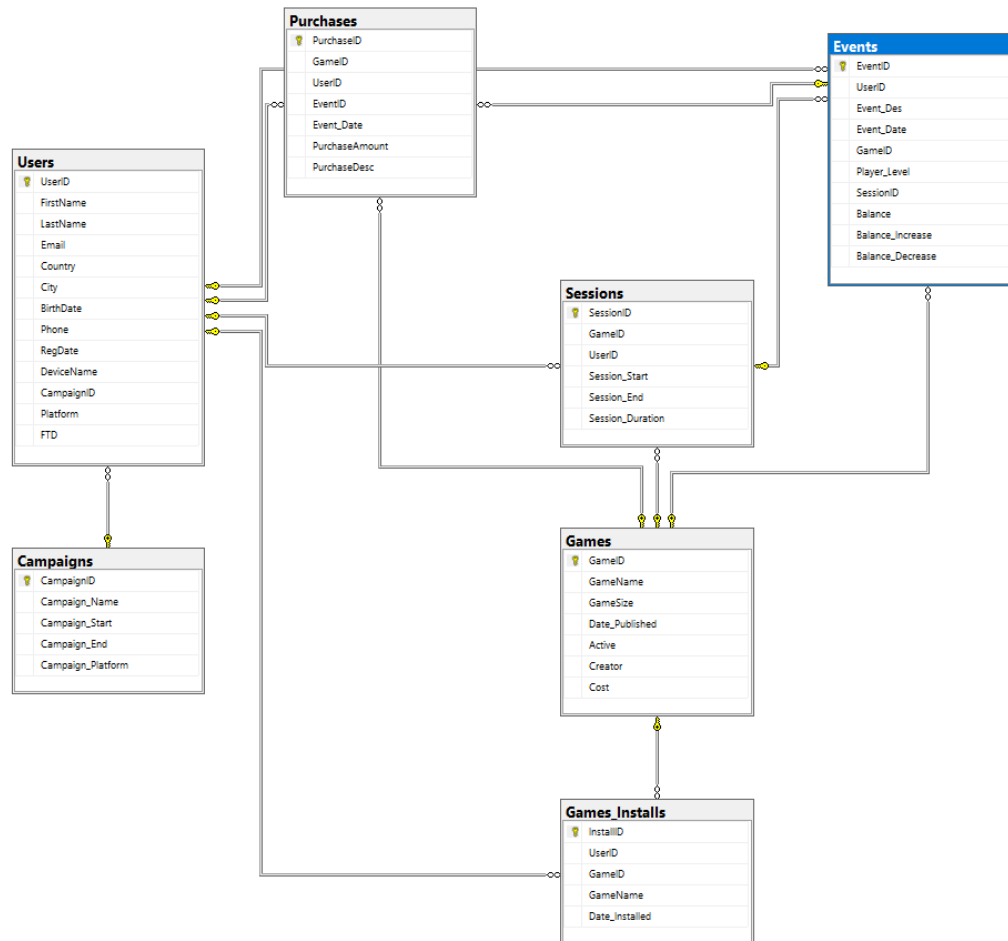 Purchases
PurchaseID
GameID
UserID
EventID
Event_Date
PurchaseAmount
PurchaseDesc
Events
EventID
UserID
Event_Des
Event_Date
GameID
Player_Level
SessionID
Balance
Balance_Increase
Balance_Decrease
Users
UserID
FirstName
LastName
Email
Country
City
BirthDate
Phone
RegDate
DeviceName
CampaignID
Platform
FTD
Sessions
SessionID
GameID
UserID
Session_Start
Session_End
Session_Duration
Campaigns
CampaignID
Campaign_Name
Campaign_Start
Campaign_End
Campaign_Platform
Games
GameID
GameName
GameSize
Date_Published
Active
Creator
Cost
Games_Installs
InstallID
UserID
GameID
GameName
Date_Installed